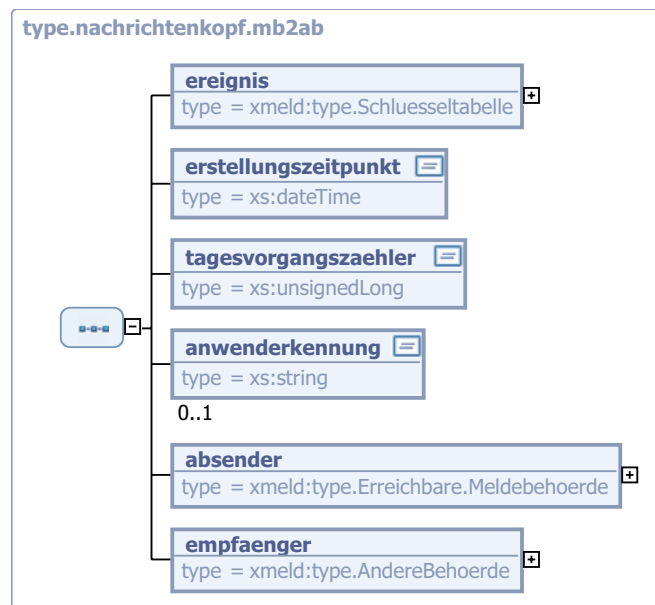 type.nachrichtenkopf.mb2ab
ereignis
type = xmeld:type.Schluesseltabelle
erstellungszeitpunkt
type = xs:dateTime
tagesvorgangszaehler
type = xs:unsignedLong
anwenderkennung
type = xs:string
0..1
absender
type = xmeld:type.Erreichbare.Meldebehoerde
empfaenger
type = xmeld:type.AndereBehoerde